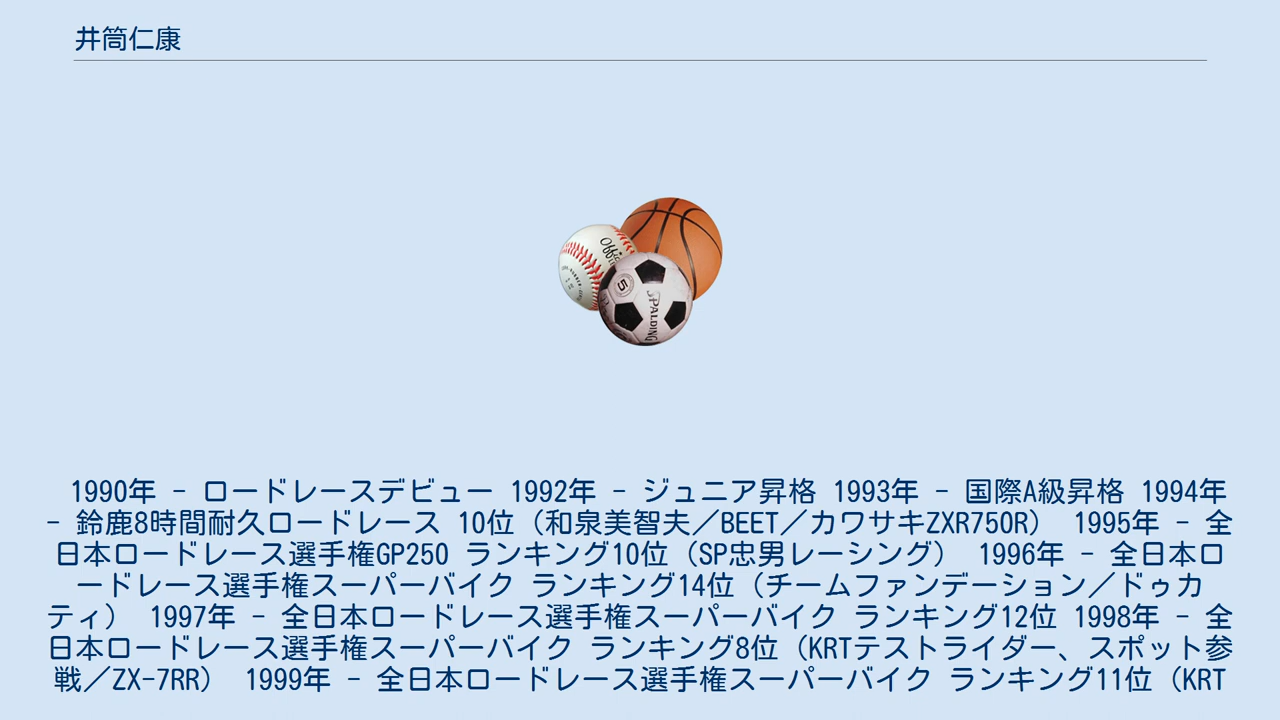 井筒仁康
Offic
5
SPALDING
1990年 - ロードレースデビュー 1992年 - ジュニア昇格 1993年 - 国際A級昇格 1994年
- 鈴鹿8時間耐久ロードレース 10位（和泉美智夫／BEET／カワサキZXR750R） 1995年 - 全
日本ロードレース選手権GP250 ランキング10位（SP忠男レーシング） 1996年 - 全日本ロ
ードレース選手権スーパーバイク ランキング14位（チームファンデーション／ドゥカ
ティ） 1997年 - 全日本ロードレース選手権スーパーバイク ランキング12位 1998年 - 全
日本ロードレース選手権スーパーバイク ランキング8位（KRTテストライダー、スポット参
戦／ZX-7RR） 1999年 - 全日本ロードレース選手権スーパーバイク ランキング11位（KRT